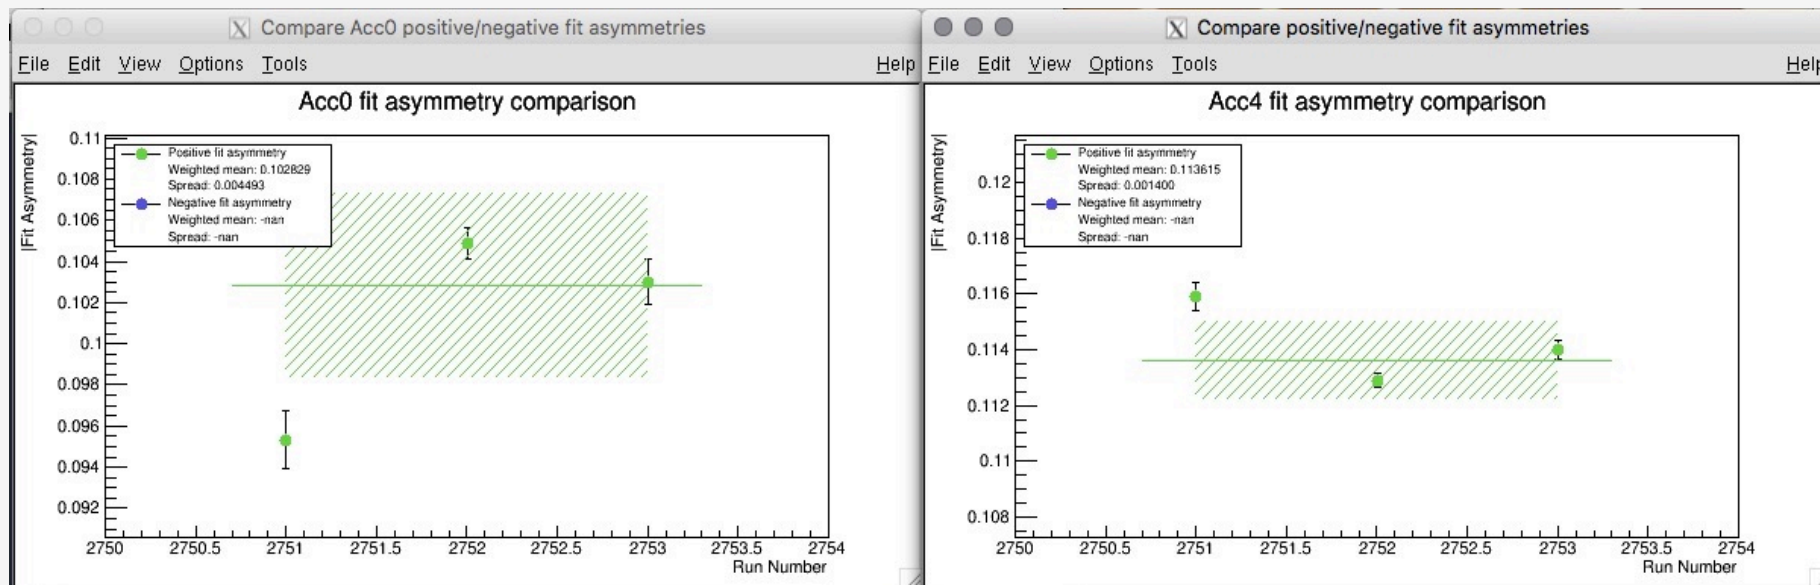 Compare Acc0 positive/negative fit asymmetries
File Edit View Options Tools Help
Acc0 fit asymmetry comparison
|Fit Asymmetry|
0.11
0.108
0.106
0.104
0.102
0.1
0.098
0.096
0.094
0.092
Positive fit asymmetry
Weighted mean: 0.102829
Spread: 0.004493
Negative fit asymmetry
Weighted mean: -nan
Spread: -nan
2750 2750.5 2751 2751.5 2752 2752.5 2753 2753.5 2754
Run Number
Compare positive/negative fit asymmetries
File Edit View Options Tools Help
Acc4 fit asymmetry comparison
|Fit Asymmetry|
0.12
0.118
0.116
0.114
0.112
0.11
0.108
Positive fit asymmetry
Weighted mean: 0.113615
Spread: 0.001400
Negative fit asymmetry
Weighted mean: -nan
Spread: -nan
2750 2750.5 2751 2751.5 2752 2752.5 2753 2753.5 2754
Run Number